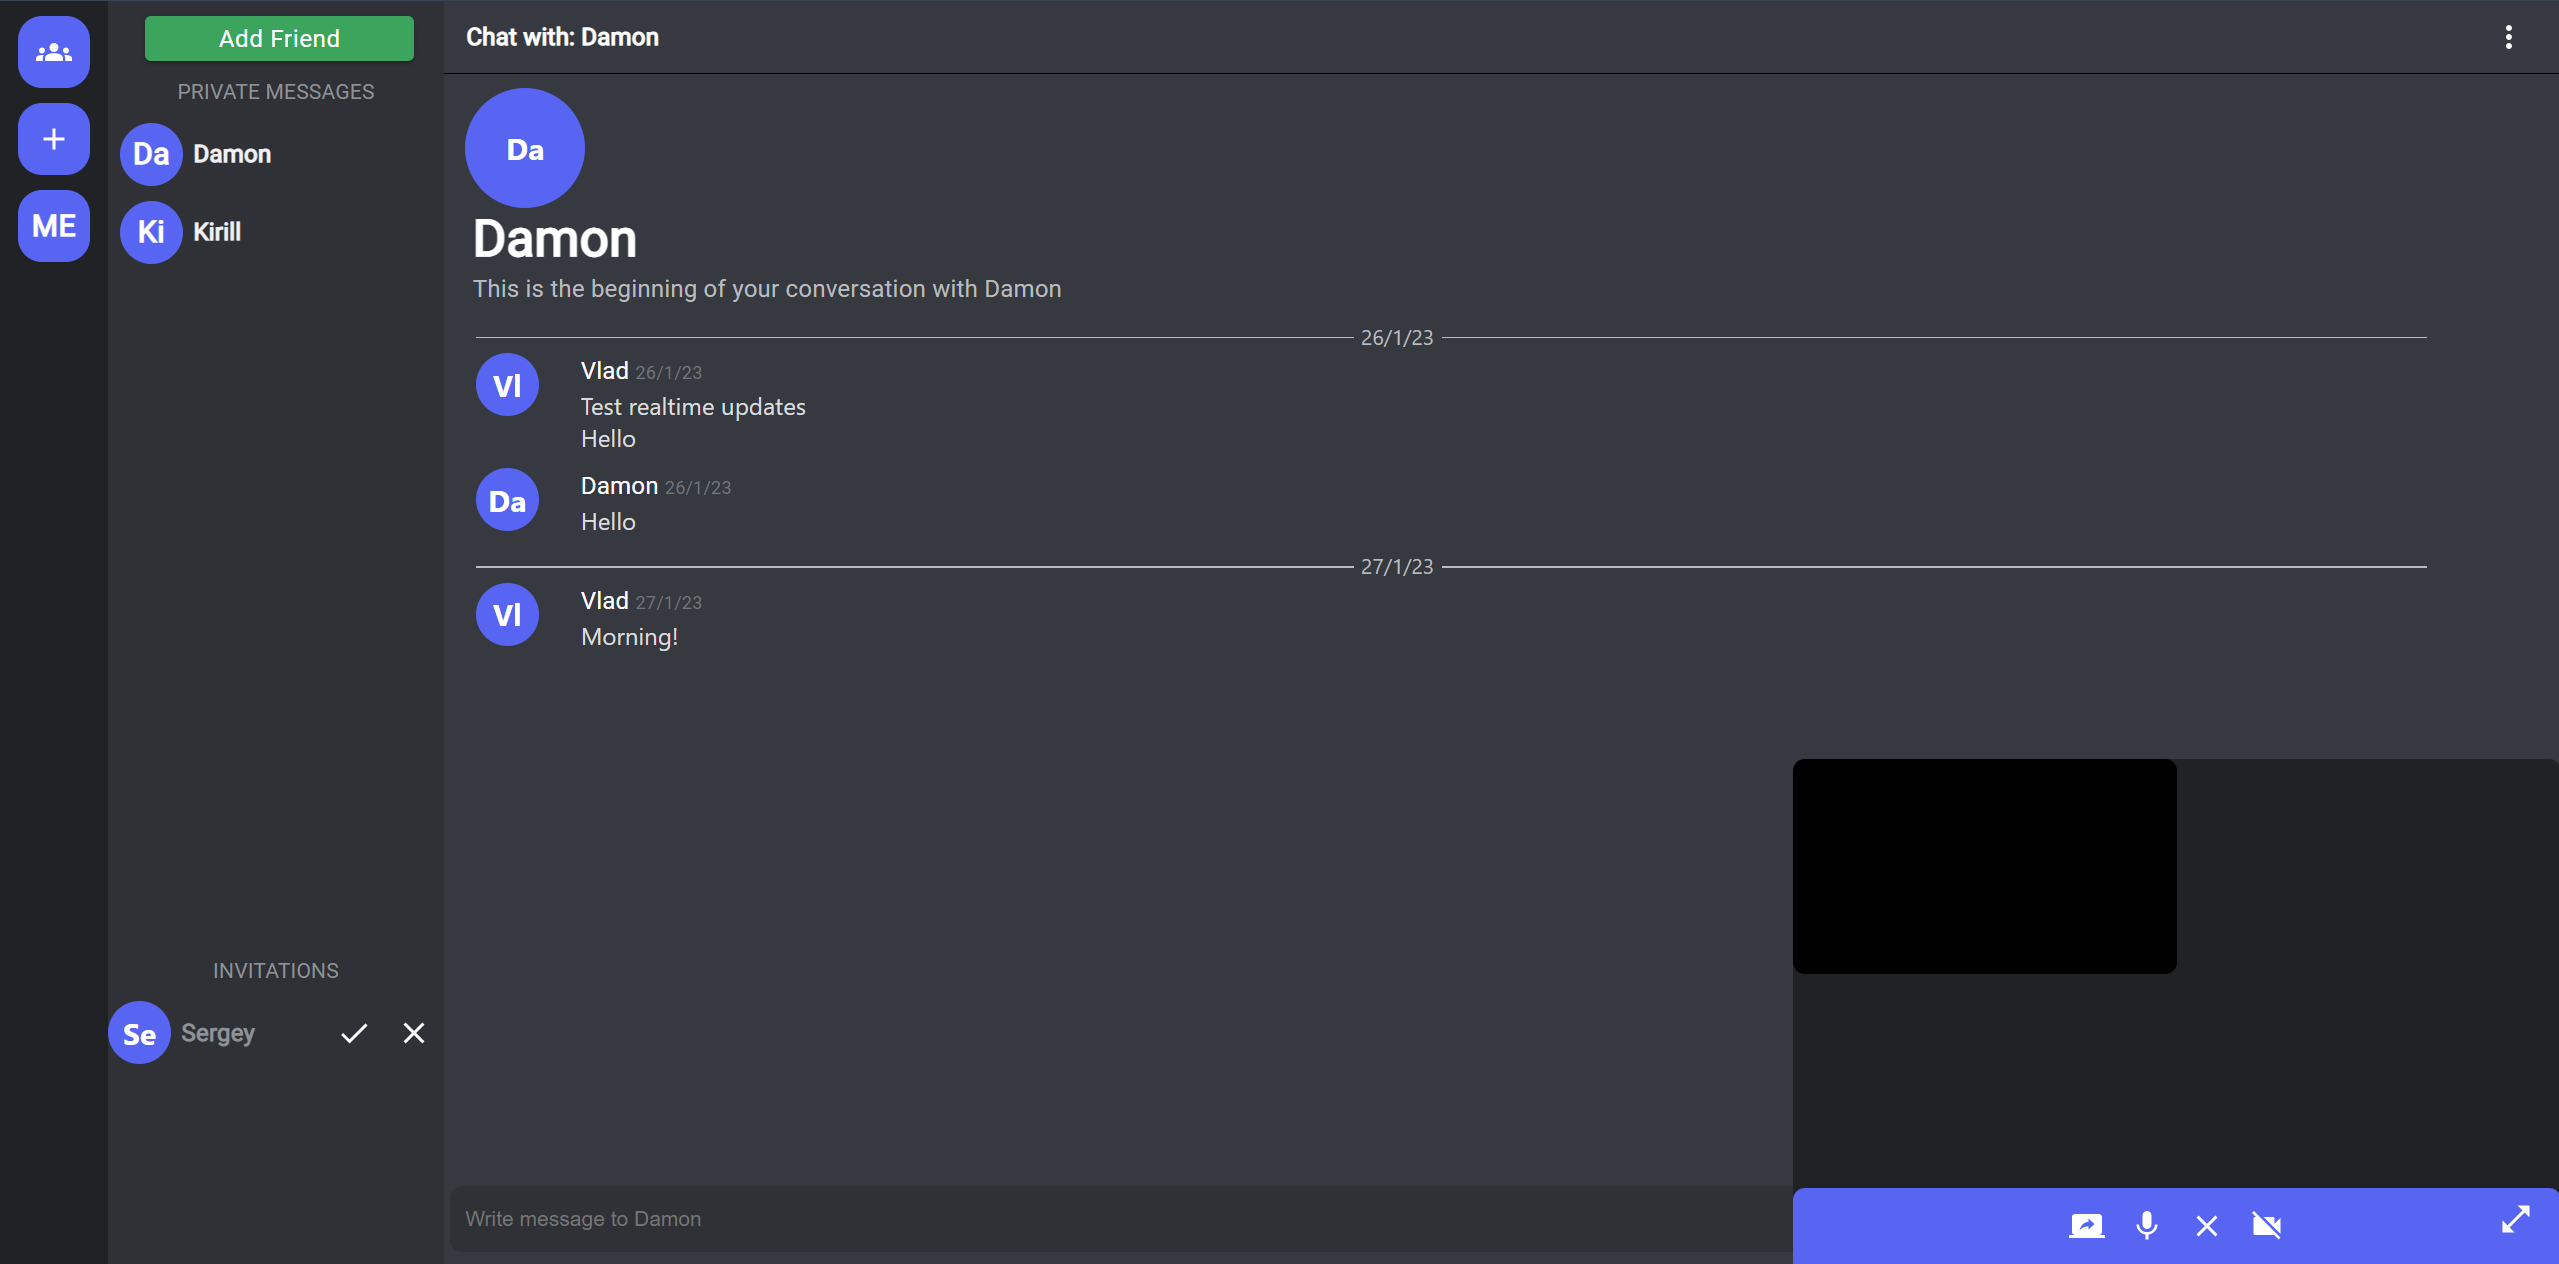 ME
Add Friend
PRIVATE MESSAGES
Da Damon
Ki Kirill
INVITATIONS
Se Sergey
Chat with: Damon
Da
Damon
This is the beginning of your conversation with Damon
26/1/23
Vl Vlad 26/1/23
Test realtime updates
Hello
Da Damon 26/1/23
Hello
27/1/23
Vl Vlad 27/1/23
Morning!
Write message to Damon